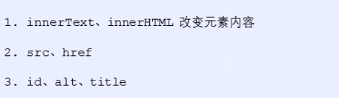 1. innerText、innerHTML 改变元素内容
2. src、href
3. id、alt、title